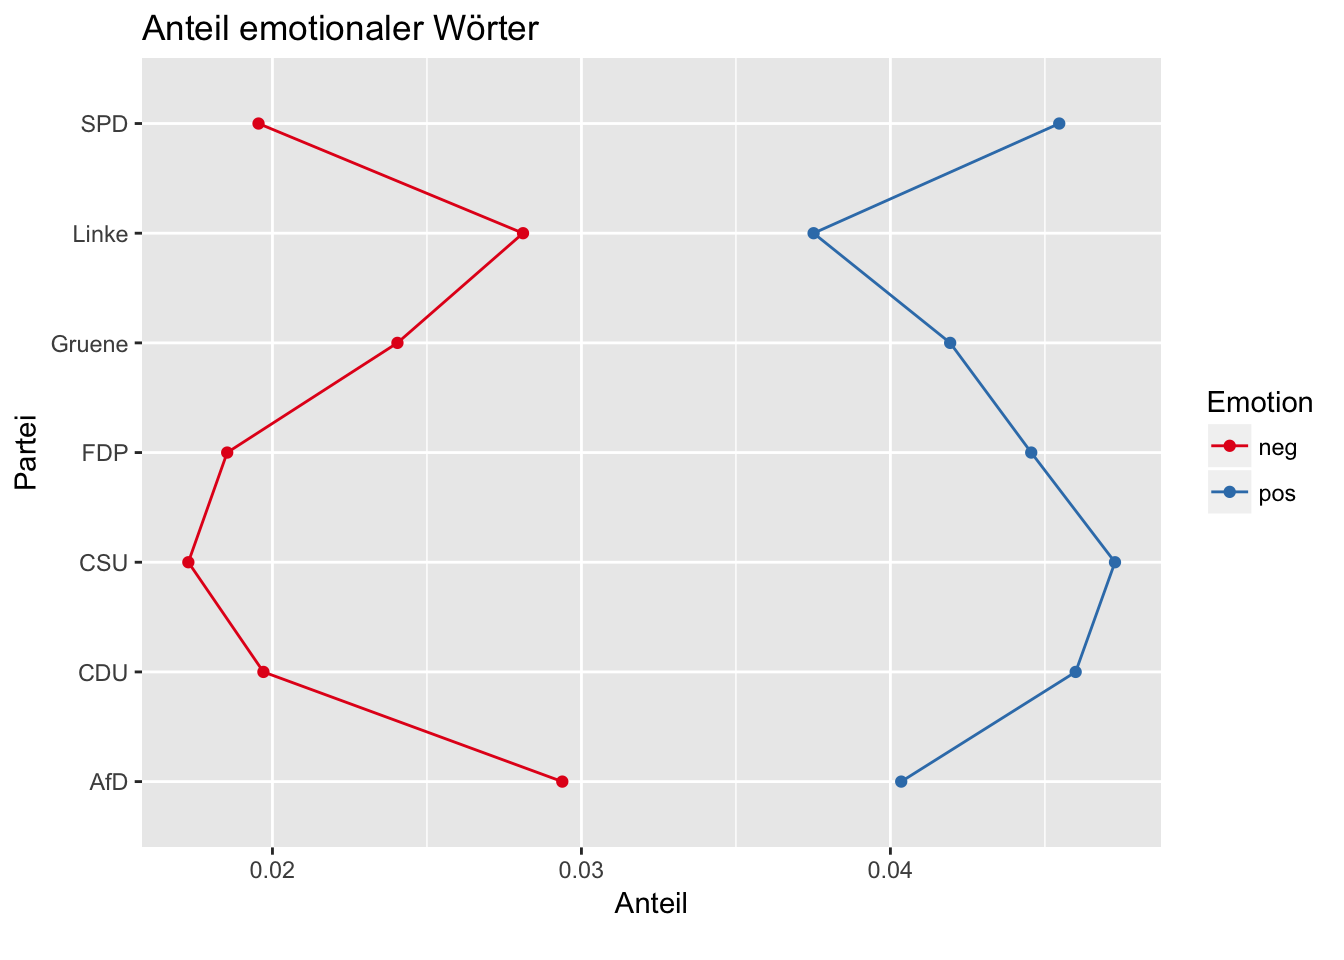 Anteil emotionaler Wörter
Partei
SPD
Linke
Gruene
FDP
CSU
CDU
AfD
0.02 0.03 0.04
Anteil
Emotion
neg
pos